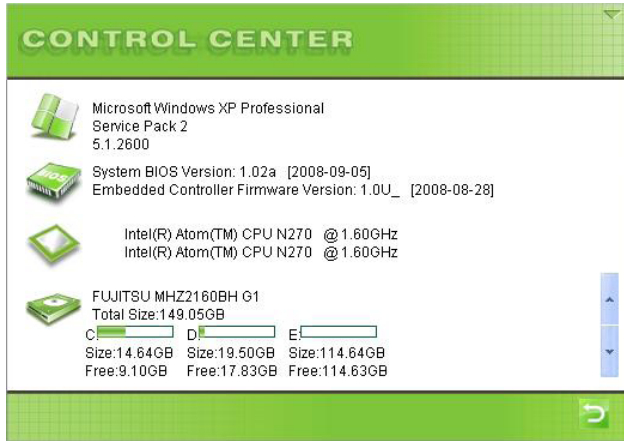 CONTROL CENTER
Microsoft Windows XP Professional
Service Pack 2
5.1.2600
BIOS
System BIOS Version: 1.02a [2008-09-05]
Embedded Controller Firmware Version: 1.0U_ [2008-08-28]
Intel(R) Atom(TM) CPU N270 @ 1.60GHz
Intel(R) Atom(TM) CPU N270 @ 1.60GHz
FUJITSU MHZ2160BH G1
Total Size:149.05GB
C: D: E:
Size:14.64GB Size:19.50GB Size:114.64GB
Free:9.10GB Free:17.83GB Free:114.63GB